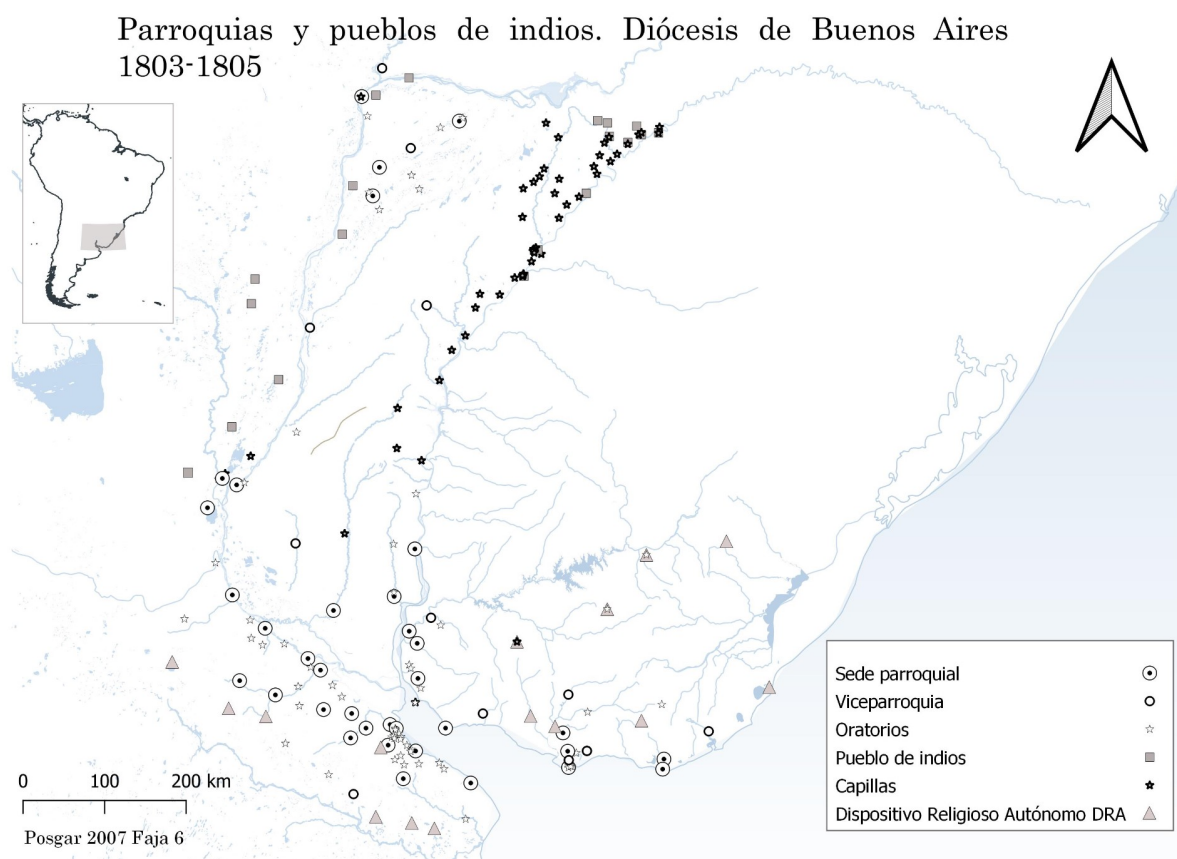 Parroquias y pueblos de indios. Diócesis de Buenos Aires
1803-1805
Sede parroquial
Viceparroquia
Oratorios
Pueblo de indios
Capillas
Dispositivo Religioso Autónomo DRA
0 100 200 km
Posgar 2007 Faja 6